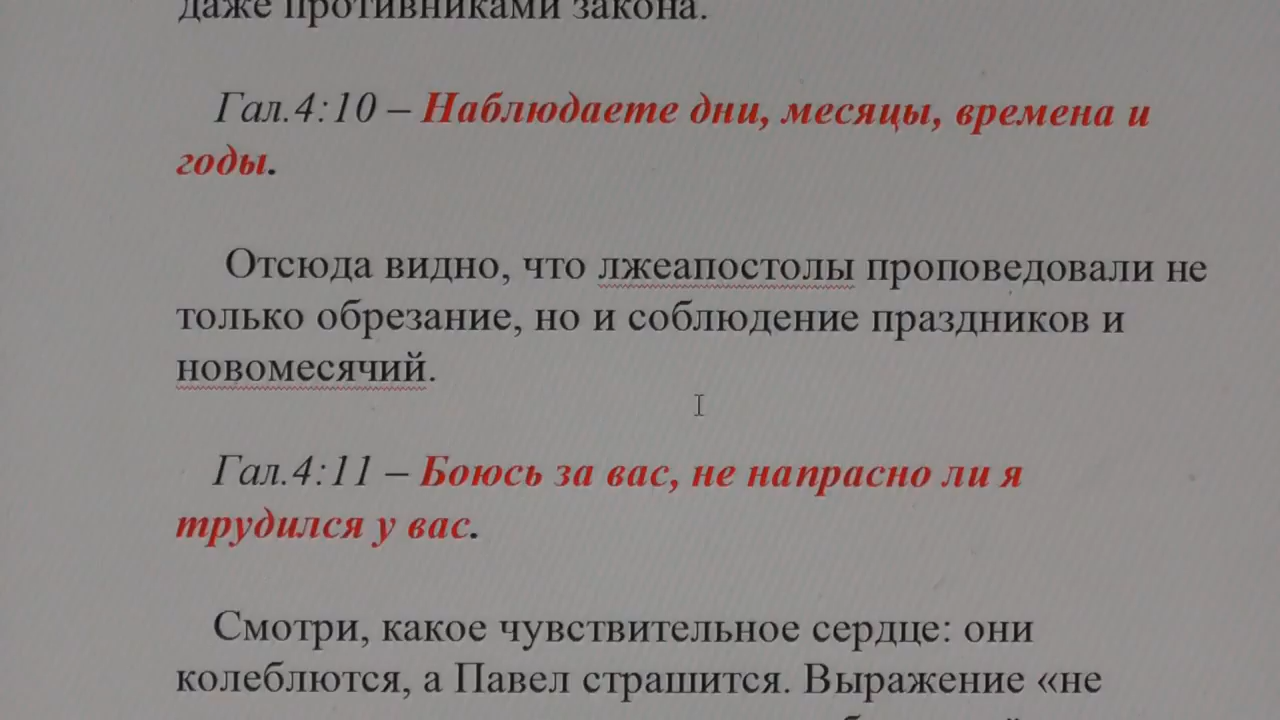 даже противниками закона.
Гал.4:10 – Наблюдаете дни, месяцы, времена и
годы.
Отсюда видно, что лжеапостолы проповедовали не
только обрезание, но и соблюдение праздников и
новомесячий.
Гал.4:11 – Боюсь за вас, не напрасно ли я
трудился у вас.
Смотри, какое чувствительное сердце: они
колеблются, а Павел страшится. Выражение «не